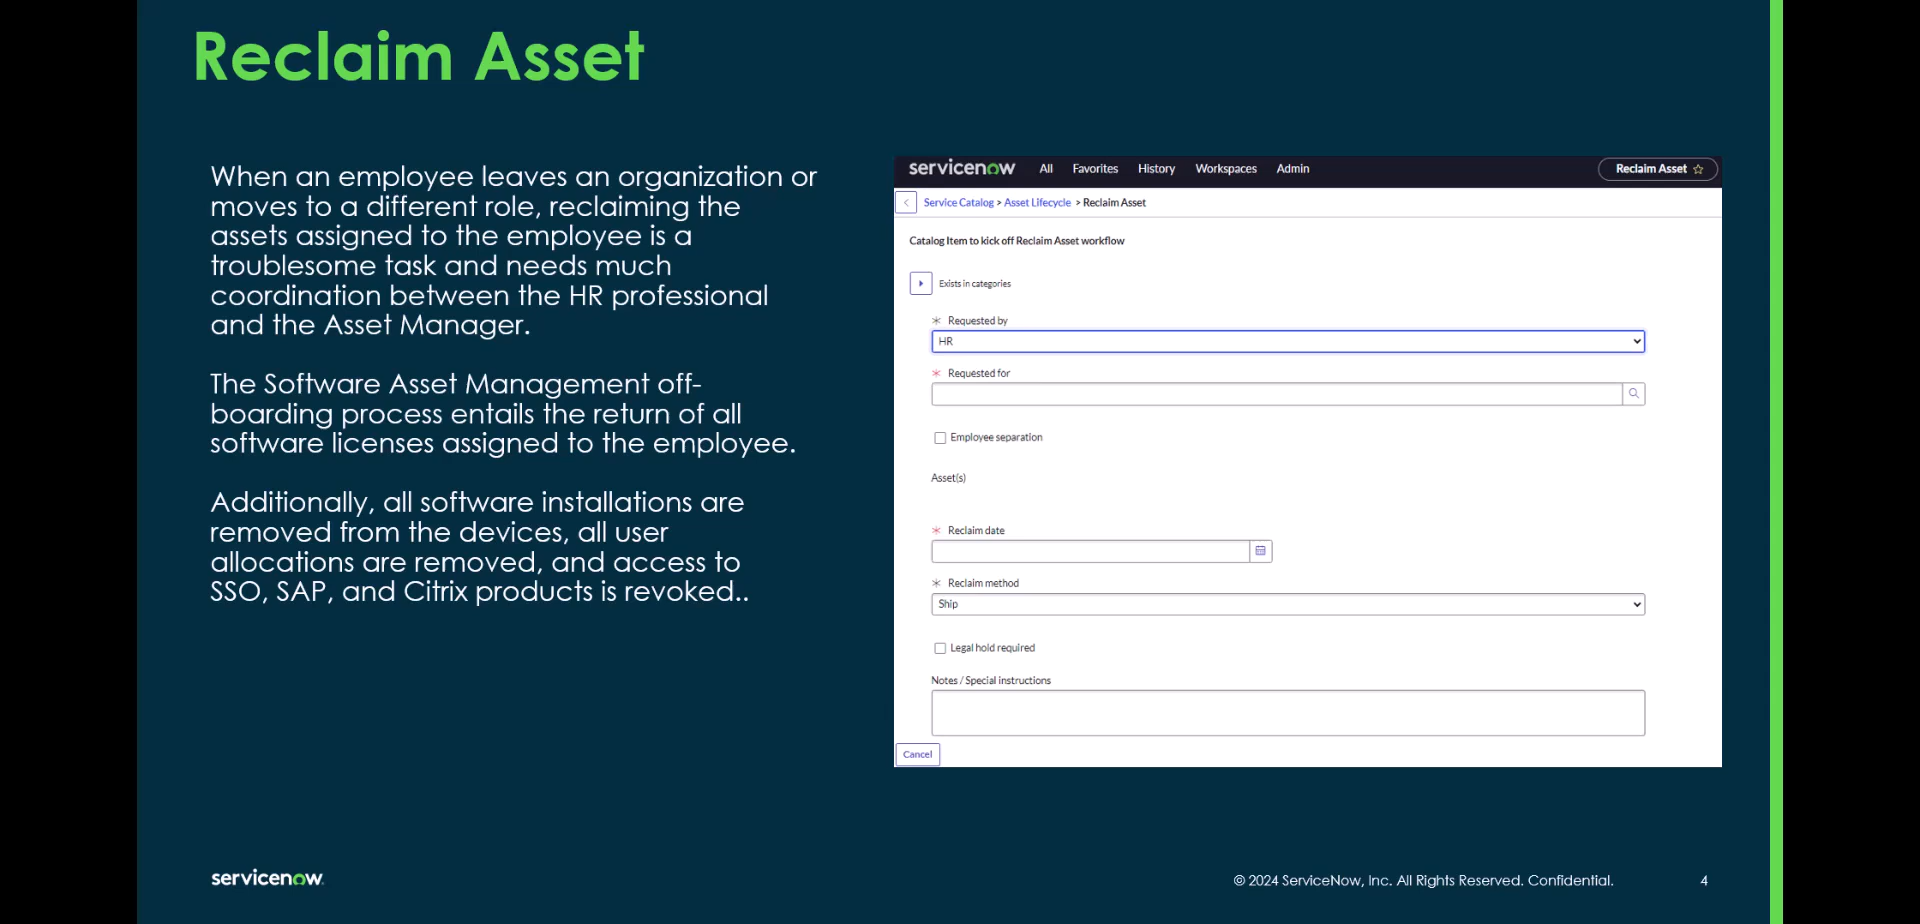 Reclaim Asset
When an employee leaves an organization or
moves to a different role, reclaiming the
assets assigned to the employee is a
troublesome task and needs much
coordination between the HR professional
and the Asset Manager.
The Software Asset Management off-
boarding process entails the return of all
software licenses assigned to the employee.
Additionally, all software installations are
removed from the devices, all user
allocations are removed, and access to
SSO, SAP, and Citrix products is revoked..
servicenow All Favorites History Workspaces Admin Reclaim Asset
Service Catalog > Asset Lifecycle > Reclaim Asset
Catalog Item to kick off Reclaim Asset workflow
Exists in categories
* Requested by
HR
* Requested for
Employee separation
Asset(s)
* Reclaim date
* Reclaim method
Ship
Legal hold required
Notes / Special instructions
Cancel
servicenow.
© 2024 ServiceNow, Inc. All Rights Reserved. Confidential.
4